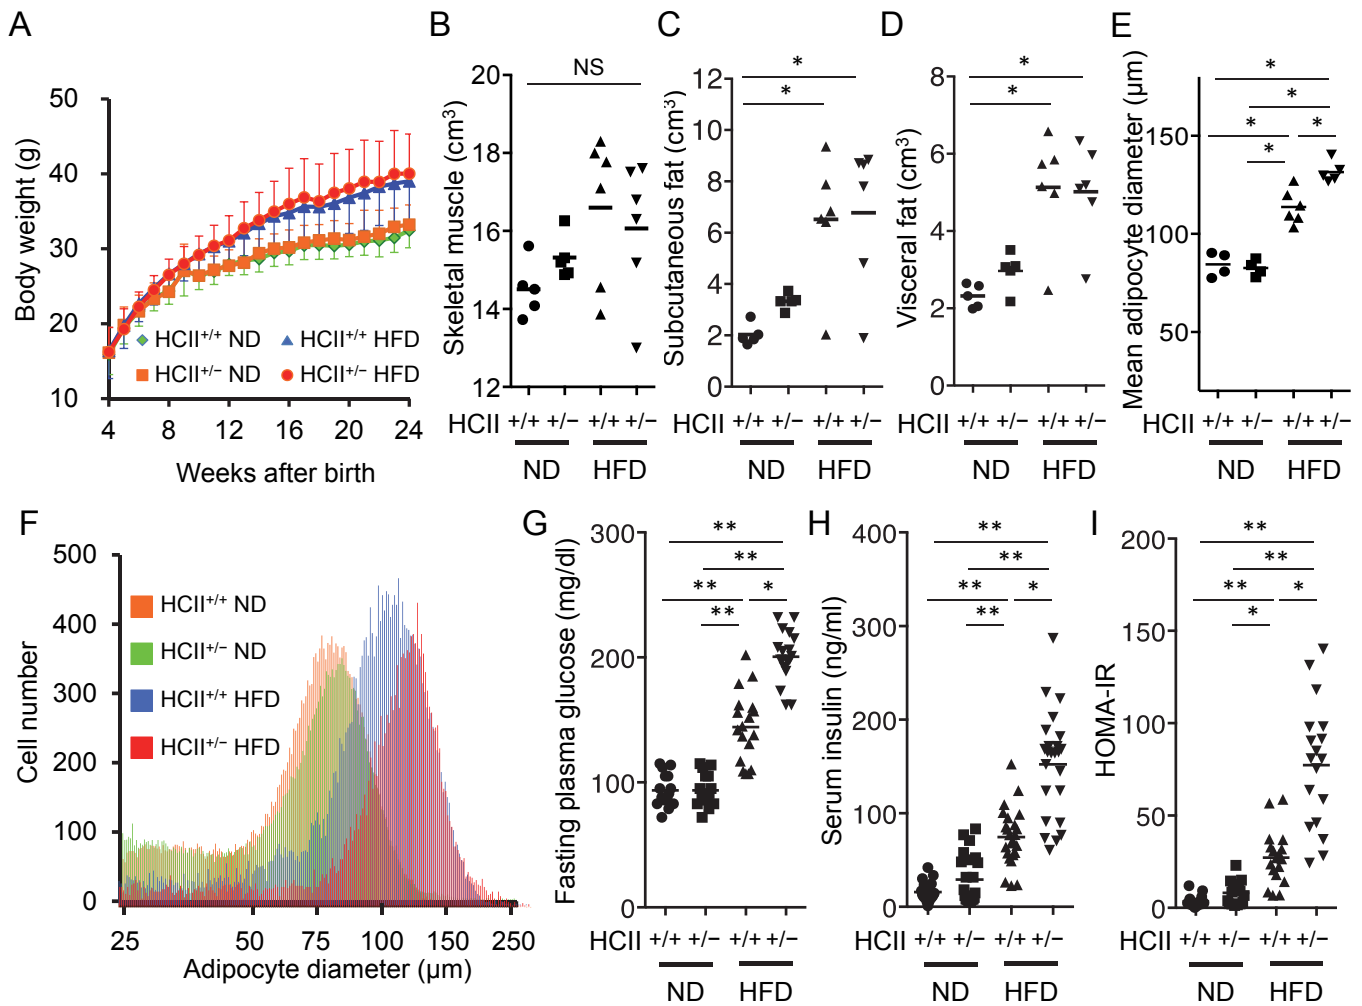 A
Body weight (g)
50
40
30
20
10
HCII+/+ ND
HCII+/+ HFD
HCII+/− ND
HCII+/− HFD
4 8 12 16 20 24
Weeks after birth
B
Skeletal muscle (cm3)
NS
20
18
16
14
12
HCII +/+ +/− +/+ +/−
ND HFD
C
Subcutaneous fat (cm3)
*
*
12
10
8
6
4
2
0
HCII +/+ +/− +/+ +/−
ND HFD
D
Visceral fat (cm3)
*
*
8
6
4
2
0
HCII +/+ +/− +/+ +/−
ND HFD
E
Mean adipocyte diameter (µm)
*
*
* *
*
150
100
50
HCII +/+ +/− +/+ +/−
ND HFD
F
Cell number
500
400
300
200
100
0
HCII+/+ ND
HCII+/− ND
HCII+/+ HFD
HCII+/− HFD
25 50 75 100 150 250
Adipocyte diameter (µm)
G
Fasting plasma glucose (mg/dl)
**
**
** *
**
300
200
100
0
HCII +/+ +/− +/+ +/−
ND HFD
H
Serum insulin (ng/ml)
**
**
** *
**
400
300
200
100
0
HCII +/+ +/− +/+ +/−
ND HFD
I
HOMA-IR
**
**
** *
*
200
150
100
50
0
HCII +/+ +/− +/+ +/−
ND HFD